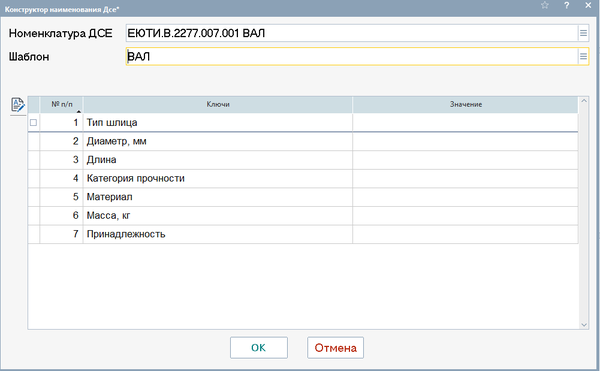 Конструктор наименования Дсе*
Номенклатура ДСЕ ЕЮТИ.В.2277.007.001 ВАЛ
Шаблон ВАЛ
№ п/п Ключи Значение
1 Тип шлица
2 Диаметр, мм
3 Длина
4 Категория прочности
5 Материал
6 Масса, кг
7 Принадлежность
ОК Отмена